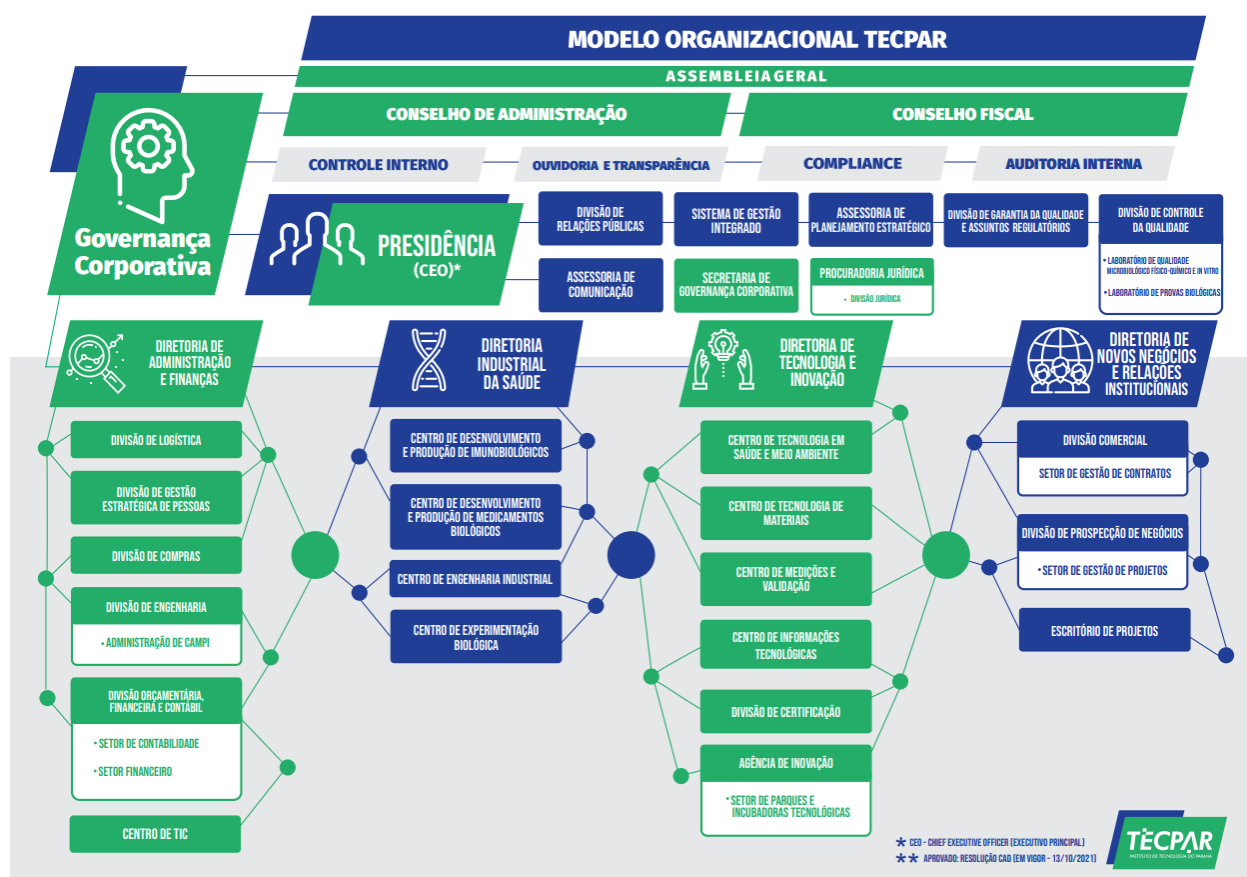 MODELO ORGANIZACIONAL TECPAR
ASSEMBLEIA GERAL
CONSELHO DE ADMINISTRAÇÃO
CONSELHO FISCAL
CONTROLE INTERNO
OUVIDORIA E TRANSPARÊNCIA
COMPLIANCE
AUDITORIA INTERNA
Governança
Corporativa
PRESIDÊNCIA
(CEO)*
DIVISÃO DE
RELAÇÕES PÚBLICAS
SISTEMA DE GESTÃO
INTEGRADO
ASSESSORIA DE
PLANEJAMENTO ESTRATÉGICO
DIVISÃO DE GARANTIA DA QUALIDADE
E ASSUNTOS REGULATÓRIOS
DIVISÃO DE CONTROLE
DA QUALIDADE
• LABORATÓRIO DE QUALIDADE
MICROBIOLÓGICO FÍSICO-QUÍMICO E IN VITRO
• LABORATÓRIO DE PROVAS BIOLÓGICAS
ASSESSORIA DE
COMUNICAÇÃO
SECRETARIA DE
GOVERNANÇA CORPORATIVA
PROCURADORIA JURÍDICA
• DIVISÃO JURÍDICA
DIRETORIA DE
ADMINISTRAÇÃO
E FINANÇAS
DIVISÃO DE LOGÍSTICA
DIVISÃO DE GESTÃO
ESTRATÉGICA DE PESSOAS
DIVISÃO DE COMPRAS
DIVISÃO DE ENGENHARIA
• ADMINISTRAÇÃO DE CAMPI
DIVISÃO ORÇAMENTÁRIA,
FINANCEIRA E CONTÁBIL
• SETOR DE CONTABILIDADE
• SETOR FINANCEIRO
CENTRO DE TIC
DIRETORIA
INDUSTRIAL
DA SAÚDE
CENTRO DE DESENVOLVIMENTO
E PRODUÇÃO DE IMUNOBIOLÓGICOS
CENTRO DE DESENVOLVIMENTO
E PRODUÇÃO DE MEDICAMENTOS
BIOLÓGICOS
CENTRO DE ENGENHARIA INDUSTRIAL
CENTRO DE EXPERIMENTAÇÃO
BIOLÓGICA
DIRETORIA DE
TECNOLOGIA E
INOVAÇÃO
CENTRO DE TECNOLOGIA EM
SAÚDE E MEIO AMBIENTE
CENTRO DE TECNOLOGIA DE
MATERIAIS
CENTRO DE MEDIÇÕES E
VALIDAÇÃO
CENTRO DE INFORMAÇÕES
TECNOLÓGICAS
DIVISÃO DE CERTIFICAÇÃO
AGÊNCIA DE INOVAÇÃO
• SETOR DE PARQUES E
INCUBADORAS TECNOLÓGICAS
DIRETORIA DE
NOVOS NEGÓCIOS
E RELAÇÕES
INSTITUCIONAIS
DIVISÃO COMERCIAL
SETOR DE GESTÃO DE CONTRATOS
DIVISÃO DE PROSPECÇÃO DE NEGÓCIOS
• SETOR DE GESTÃO DE PROJETOS
ESCRITÓRIO DE PROJETOS
* CEO - CHIEF EXECUTIVE OFFICER (EXECUTIVO PRINCIPAL)
** APROVADO: RESOLUÇÃO CAD (EM VIGOR - 13/10/2021)
TECPAR
INSTITUTO DE TECNOLOGIA DO PARANÁ